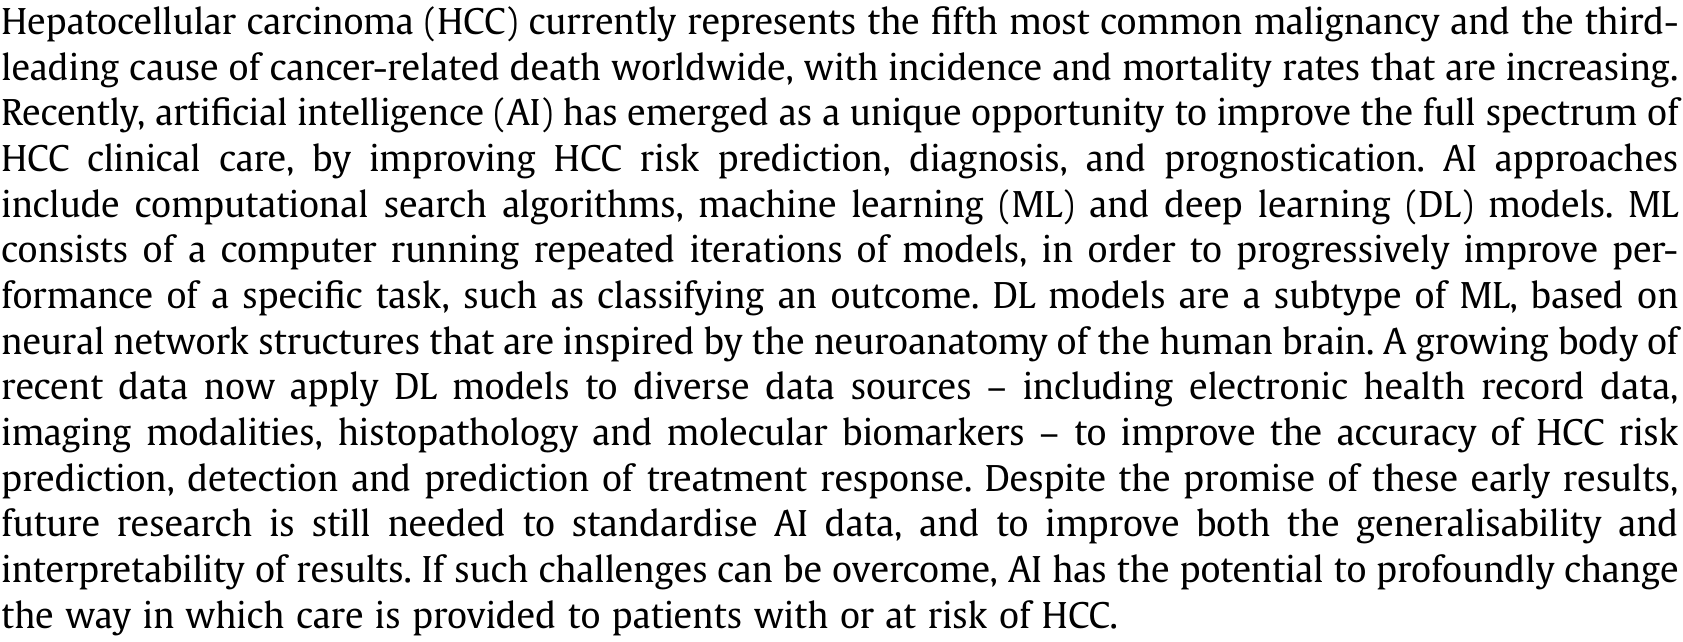 Hepatocellular carcinoma (HCC) currently represents the fifth most common malignancy and the third-
leading cause of cancer-related death worldwide, with incidence and mortality rates that are increasing.
Recently, artificial intelligence (AI) has emerged as a unique opportunity to improve the full spectrum of
HCC clinical care, by improving HCC risk prediction, diagnosis, and prognostication. AI approaches
include computational search algorithms, machine learning (ML) and deep learning (DL) models. ML
consists of a computer running repeated iterations of models, in order to progressively improve per-
formance of a specific task, such as classifying an outcome. DL models are a subtype of ML, based on
neural network structures that are inspired by the neuroanatomy of the human brain. A growing body of
recent data now apply DL models to diverse data sources – including electronic health record data,
imaging modalities, histopathology and molecular biomarkers – to improve the accuracy of HCC risk
prediction, detection and prediction of treatment response. Despite the promise of these early results,
future research is still needed to standardise AI data, and to improve both the generalisability and
interpretability of results. If such challenges can be overcome, AI has the potential to profoundly change
the way in which care is provided to patients with or at risk of HCC.